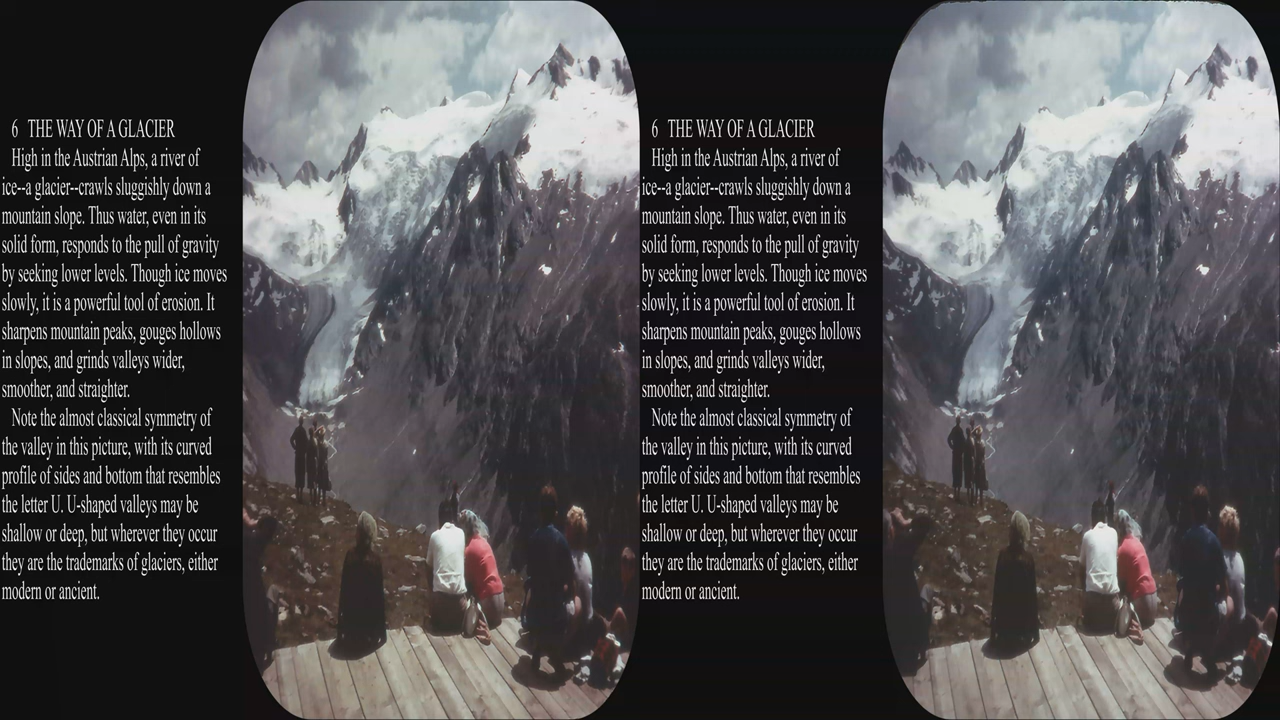 6 THE WAY OF A GLACIER
High in the Austrian Alps, a river of
ice--a glacier--crawls sluggishly down a
mountain slope. Thus water, even in its
solid form, responds to the pull of gravity
by seeking lower levels. Though ice moves
slowly, it is a powerful tool of erosion. It
sharpens mountain peaks, gouges hollows
in slopes, and grinds valleys wider,
smoother, and straighter.
Note the almost classical symmetry of
the valley in this picture, with its curved
profile of sides and bottom that resembles
the letter U. U-shaped valleys may be
shallow or deep, but wherever they occur
they are the trademarks of glaciers, either
modern or ancient.
6 THE WAY OF A GLACIER
High in the Austrian Alps, a river of
ice--a glacier--crawls sluggishly down a
mountain slope. Thus water, even in its
solid form, responds to the pull of gravity
by seeking lower levels. Though ice moves
slowly, it is a powerful tool of erosion. It
sharpens mountain peaks, gouges hollows
in slopes, and grinds valleys wider,
smoother, and straighter.
Note the almost classical symmetry of
the valley in this picture, with its curved
profile of sides and bottom that resembles
the letter U. U-shaped valleys may be
shallow or deep, but wherever they occur
they are the trademarks of glaciers, either
modern or ancient.